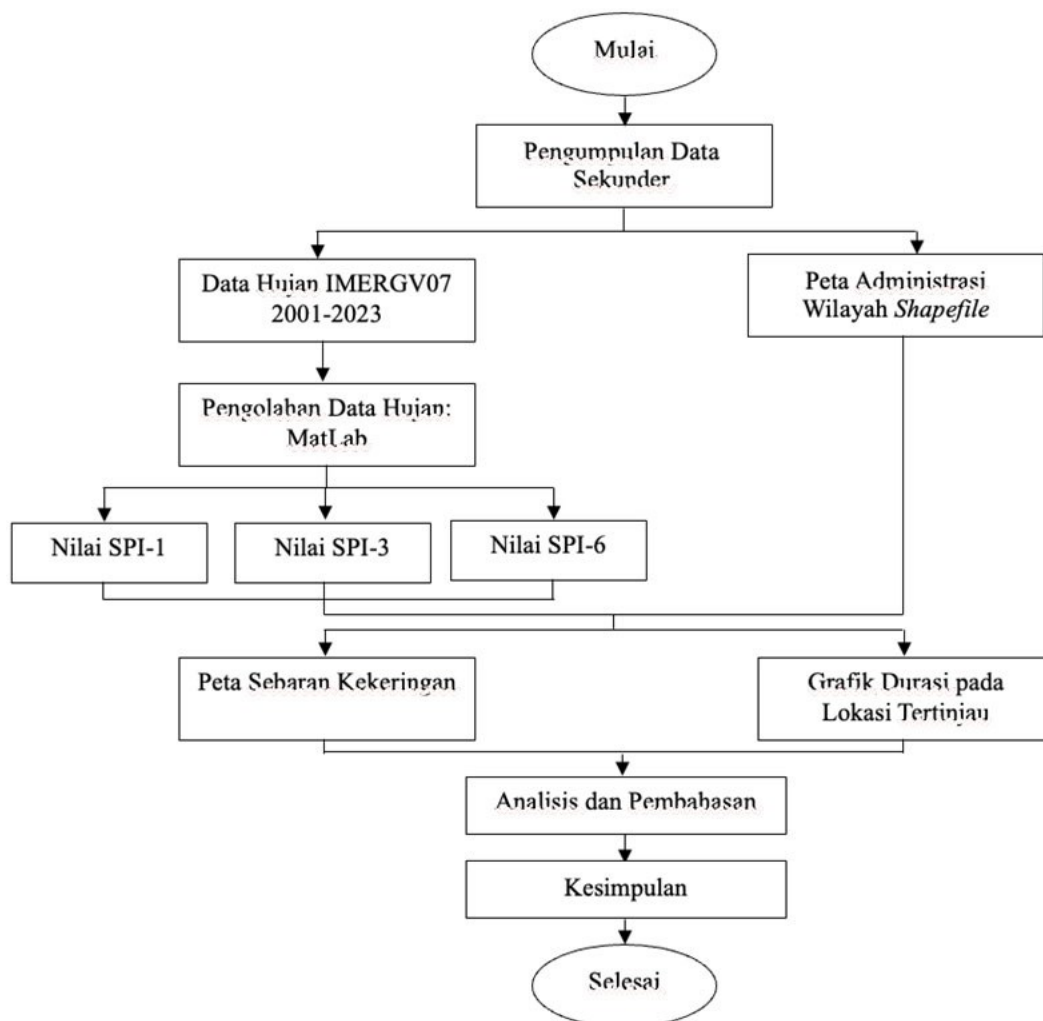 Mulai
Pengumpulan Data
Sekunder
Data Hujan IMERGV07
2001-2023
Peta Administrasi
Wilayah Shapefile
Pengolahan Data Hujan:
MatLab
Nilai SPI-1
Nilai SPI-3
Nilai SPI-6
Peta Sebaran Kekeringan
Grafik Durasi pada
Lokasi Tertinjau
Analisis dan Pembahasan
Kesimpulan
Selesai